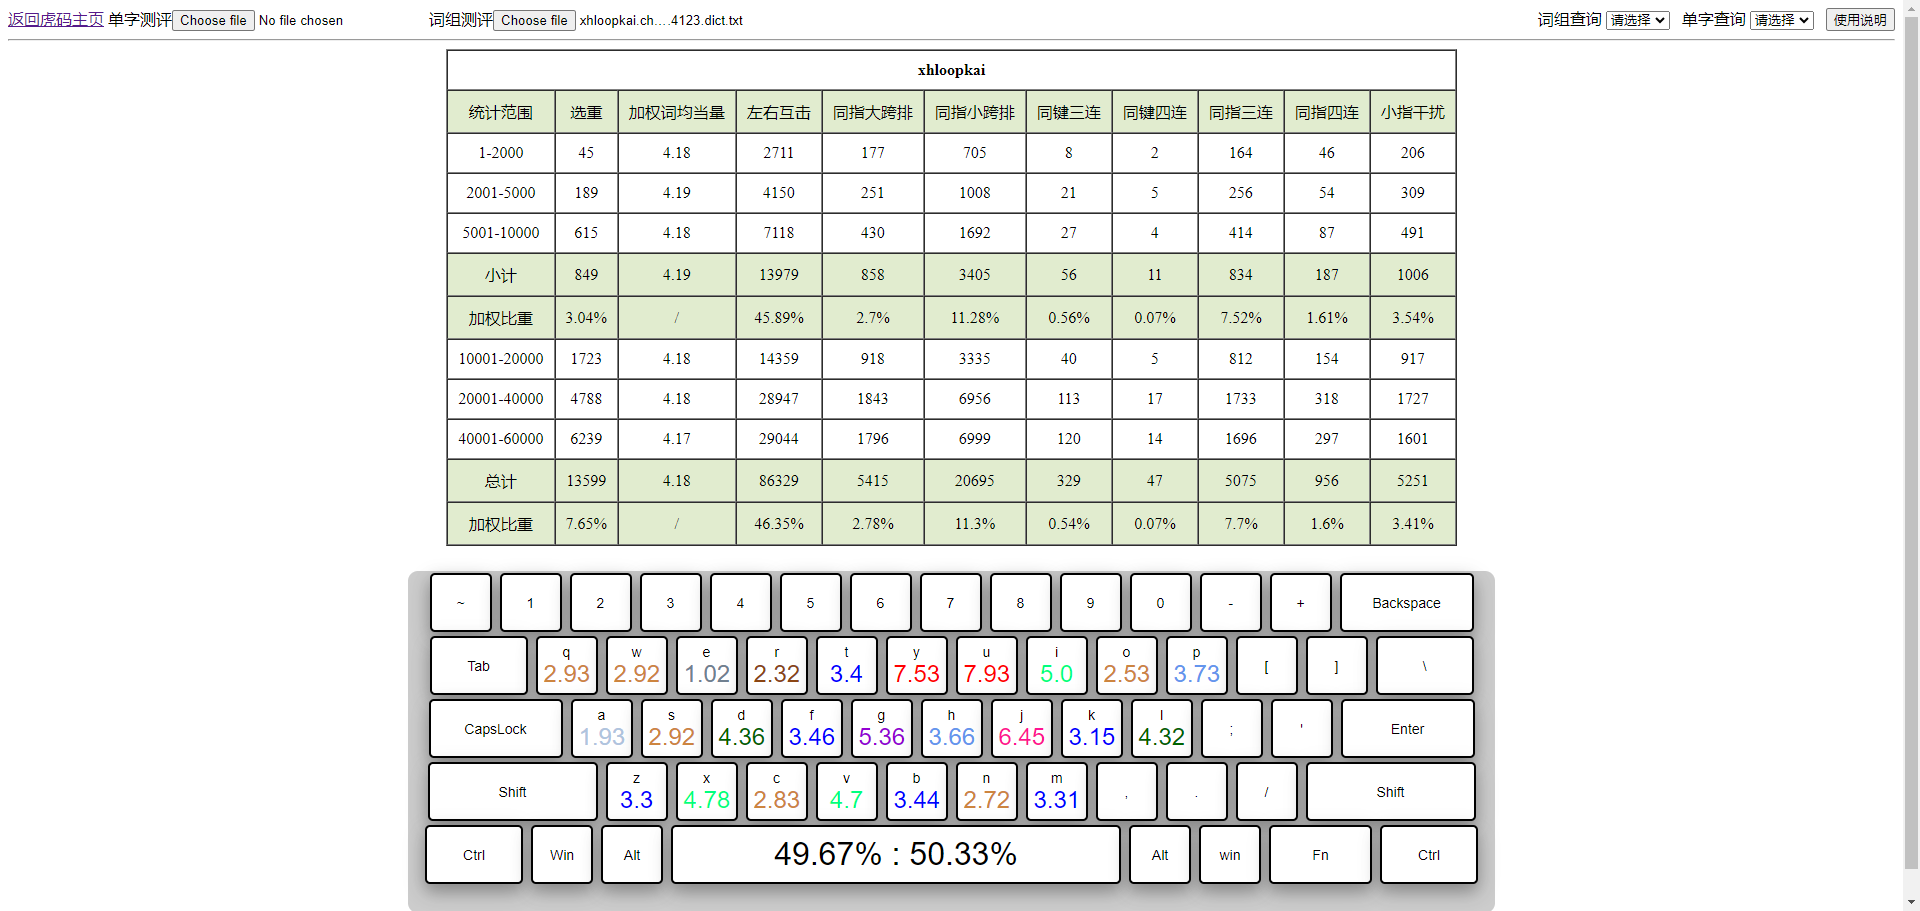 返回虎码主页 单字测评 Choose file No file chosen 词组测评 Choose file xhloopkai.ch….4123.dict.txt 词组查询 请选择 单字查询 请选择 使用说明
xhloopkai
统计范围 选重 加权词均当量 左右互击 同指大跨排 同指小跨排 同键三连 同键四连 同指三连 同指四连 小指干扰
1-2000 45 4.18 2711 177 705 8 2 164 46 206
2001-5000 189 4.19 4150 251 1008 21 5 256 54 309
5001-10000 615 4.18 7118 430 1692 27 4 414 87 491
小计 849 4.19 13979 858 3405 56 11 834 187 1006
加权比重 3.04% / 45.89% 2.7% 11.28% 0.56% 0.07% 7.52% 1.61% 3.54%
10001-20000 1723 4.18 14359 918 3335 40 5 812 154 917
20001-40000 4788 4.18 28947 1843 6956 113 17 1733 318 1727
40001-60000 6239 4.17 29044 1796 6999 120 14 1696 297 1601
总计 13599 4.18 86329 5415 20695 329 47 5075 956 5251
加权比重 7.65% / 46.35% 2.78% 11.3% 0.54% 0.07% 7.7% 1.6% 3.41%
~ 1 2 3 4 5 6 7 8 9 0 - + Backspace
Tab q w e r t y u i o p [ ] \
2.93 2.92 1.02 2.32 3.4 7.53 7.93 5.0 2.53 3.73
CapsLock a s d f g h j k l ; ' Enter
1.93 2.92 4.36 3.46 5.36 3.66 6.45 3.15 4.32
Shift z x c v b n m , . / Shift
3.3 4.78 2.83 4.7 3.44 2.72 3.31
Ctrl Win Alt 49.67% : 50.33% Alt win Fn Ctrl